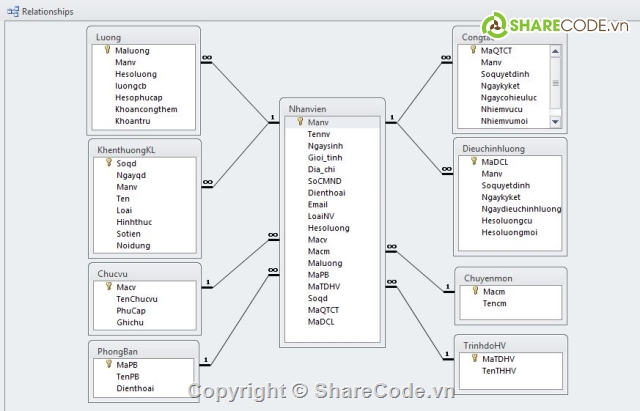 Relationships
SHARECODE.vn
Luong
Maluong
Manv
Hesoluong
luongcb
Hesophucap
Khoancongthem
Khoantru
KhenthuongKL
Soqd
Ngayqd
Manv
Ten
Loai
Hinhthuc
Sotien
Noidung
Chucvu
Macv
TenChucvu
PhuCap
Ghichu
PhongBan
MaPB
TenPB
Dienthoai
Nhanvien
Manv
Tennv
Ngaysinh
Gioi_tinh
Dia_chi
SoCMND
Dienthoai
Email
LoaiNV
Hesoluong
Macv
Macm
Maluong
MaPB
MaTDHV
Soqd
MaQTCT
MaDCL
MaQTCT
Manv
Soquyetdinh
Ngaykyket
Ngaycohieuluc
Nhiemvucu
Nhiemvumoi
Dieuchinhluong
MaDCL
Manv
Soquyetdinh
Ngaykyket
Ngaydieuchinhluong
Hesoluongcu
Hesoluongmoi
Chuyenmon
Macm
Tencm
TrinhdoHV
MaTDHV
TenTHHV
∞
1
∞
∞
1
∞
1
∞
1
∞
∞
1
∞
1
Copyright © ShareCode.vn